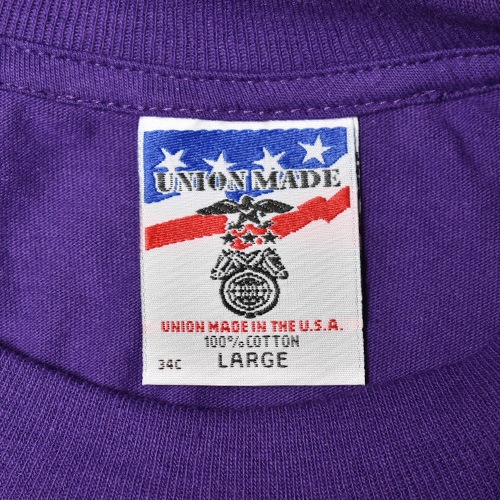 UNION MADE
UNION MADE IN THE U.S.A.
100% COTTON
34C LARGE